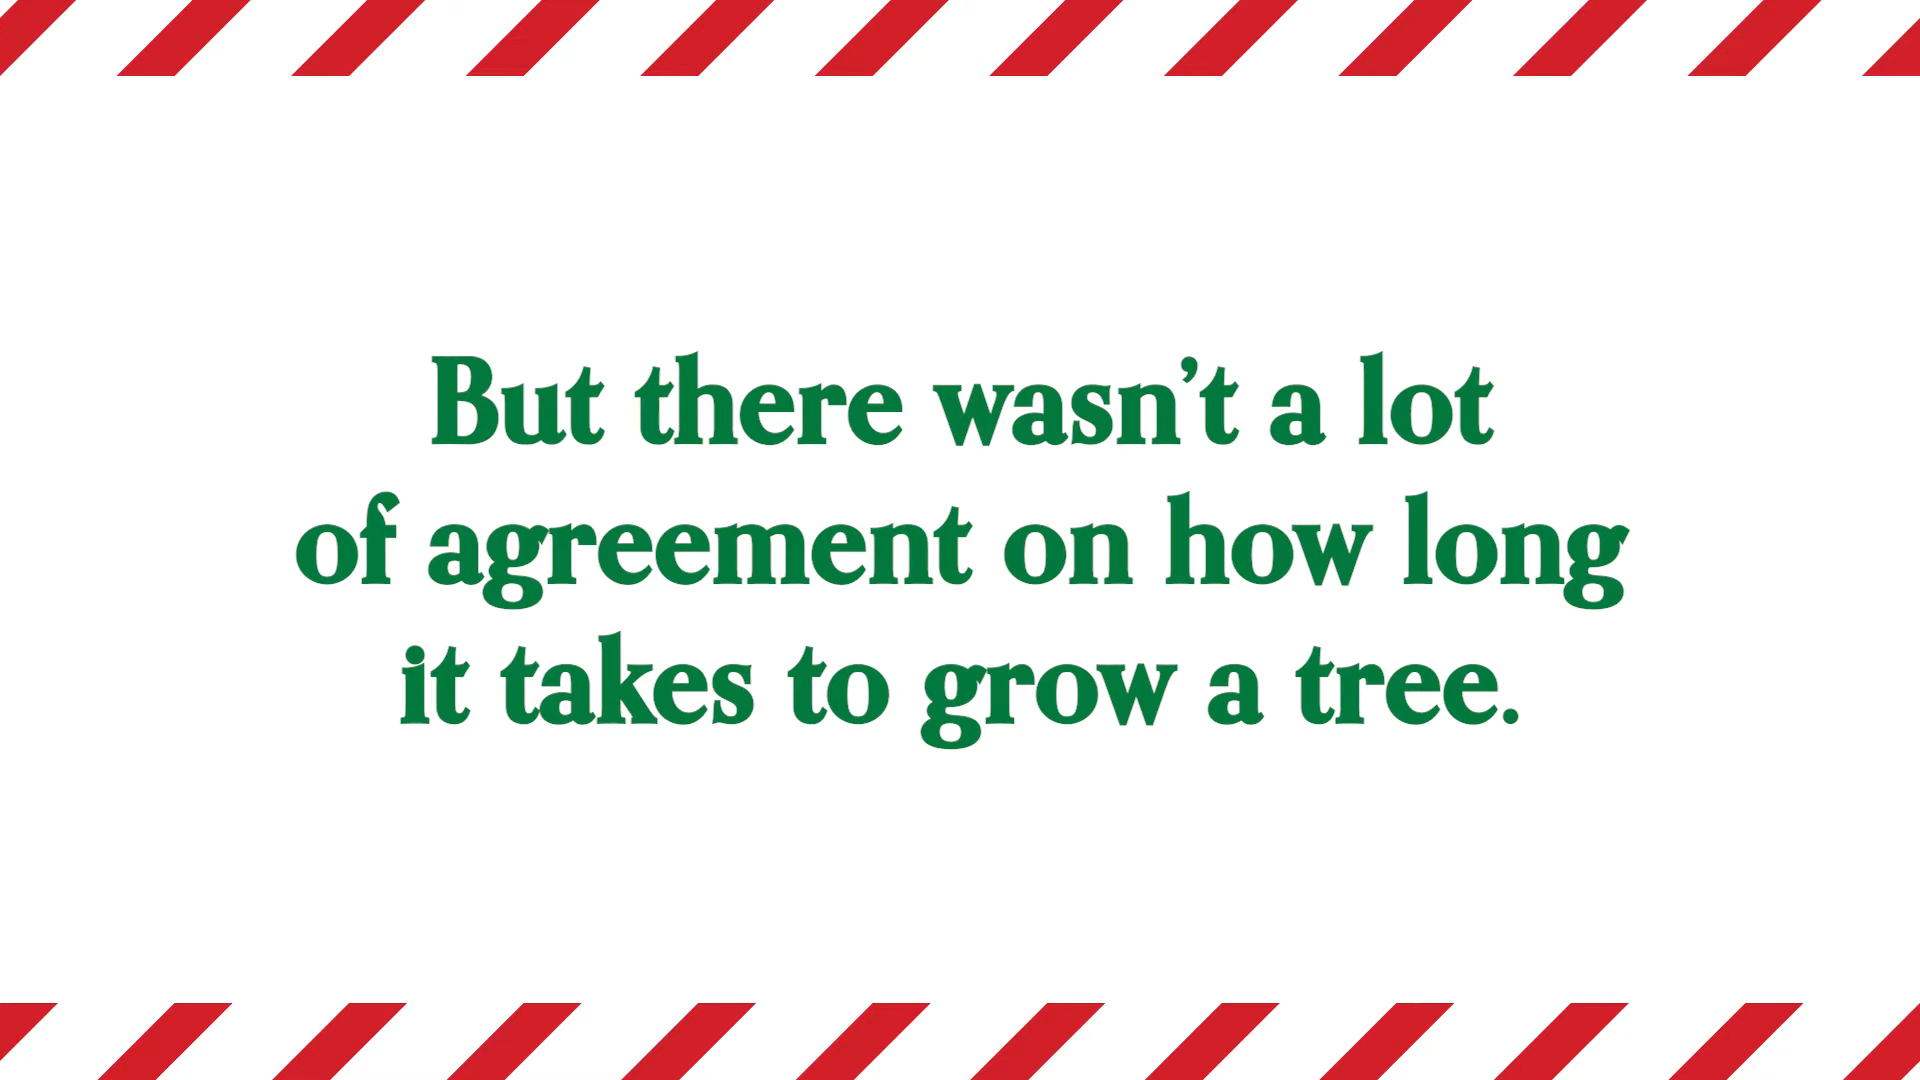 But there wasn’t a lot
of agreement on how long
it takes to grow a tree.